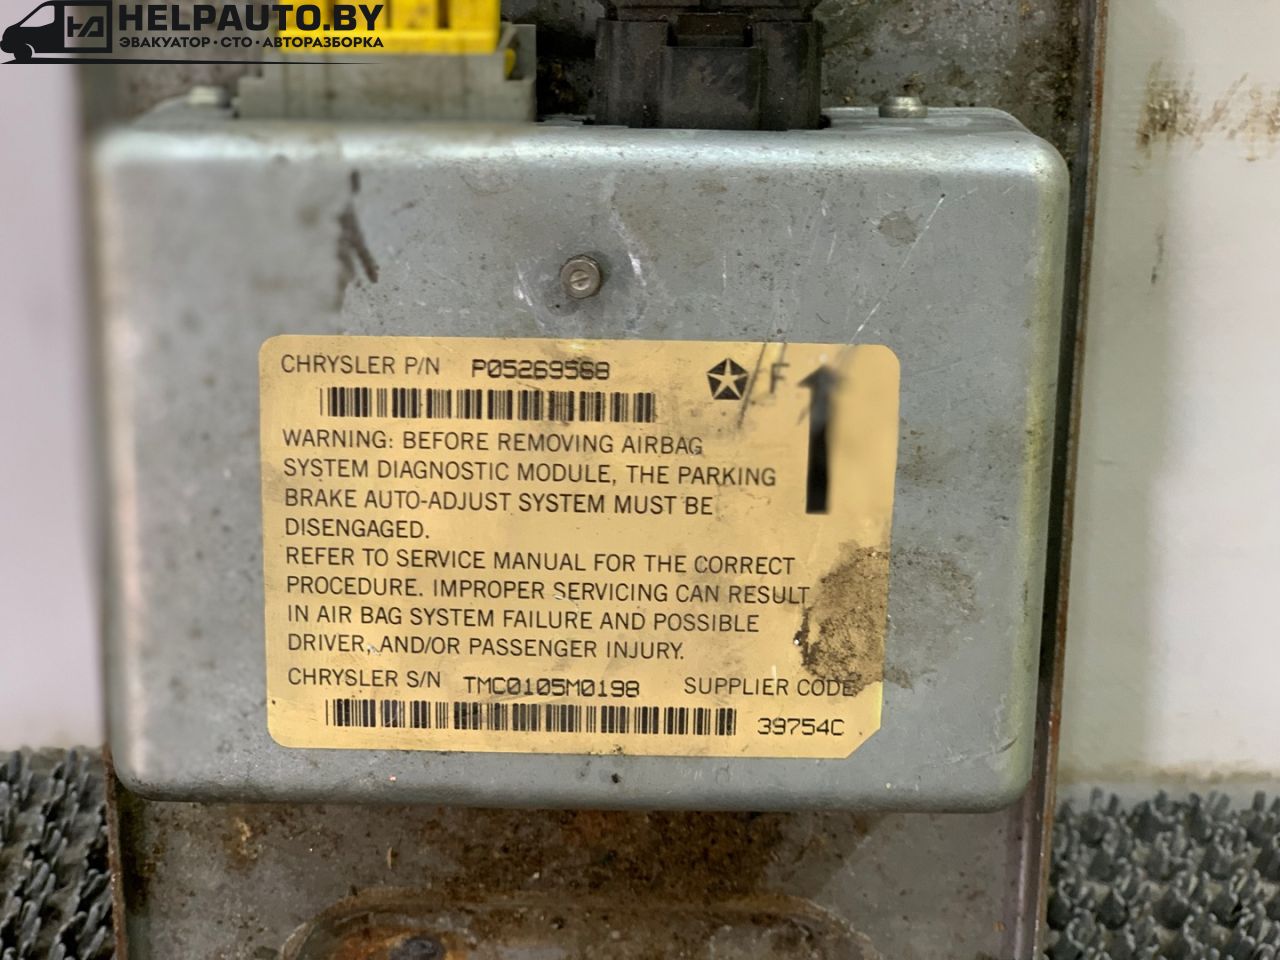 HELPAUTO.BY
ЭВАКУАТОР • СТО • АВТОРАЗБОРКА
CHRYSLER P/N P05269568
F
WARNING: BEFORE REMOVING AIRBAG
SYSTEM DIAGNOSTIC MODULE, THE PARKING
BRAKE AUTO-ADJUST SYSTEM MUST BE
DISENGAGED.
REFER TO SERVICE MANUAL FOR THE CORRECT
PROCEDURE. IMPROPER SERVICING CAN RESULT
IN AIR BAG SYSTEM FAILURE AND POSSIBLE
DRIVER, AND/OR PASSENGER INJURY.
CHRYSLER S/N TMC0105M0198 SUPPLIER CODE
39754C